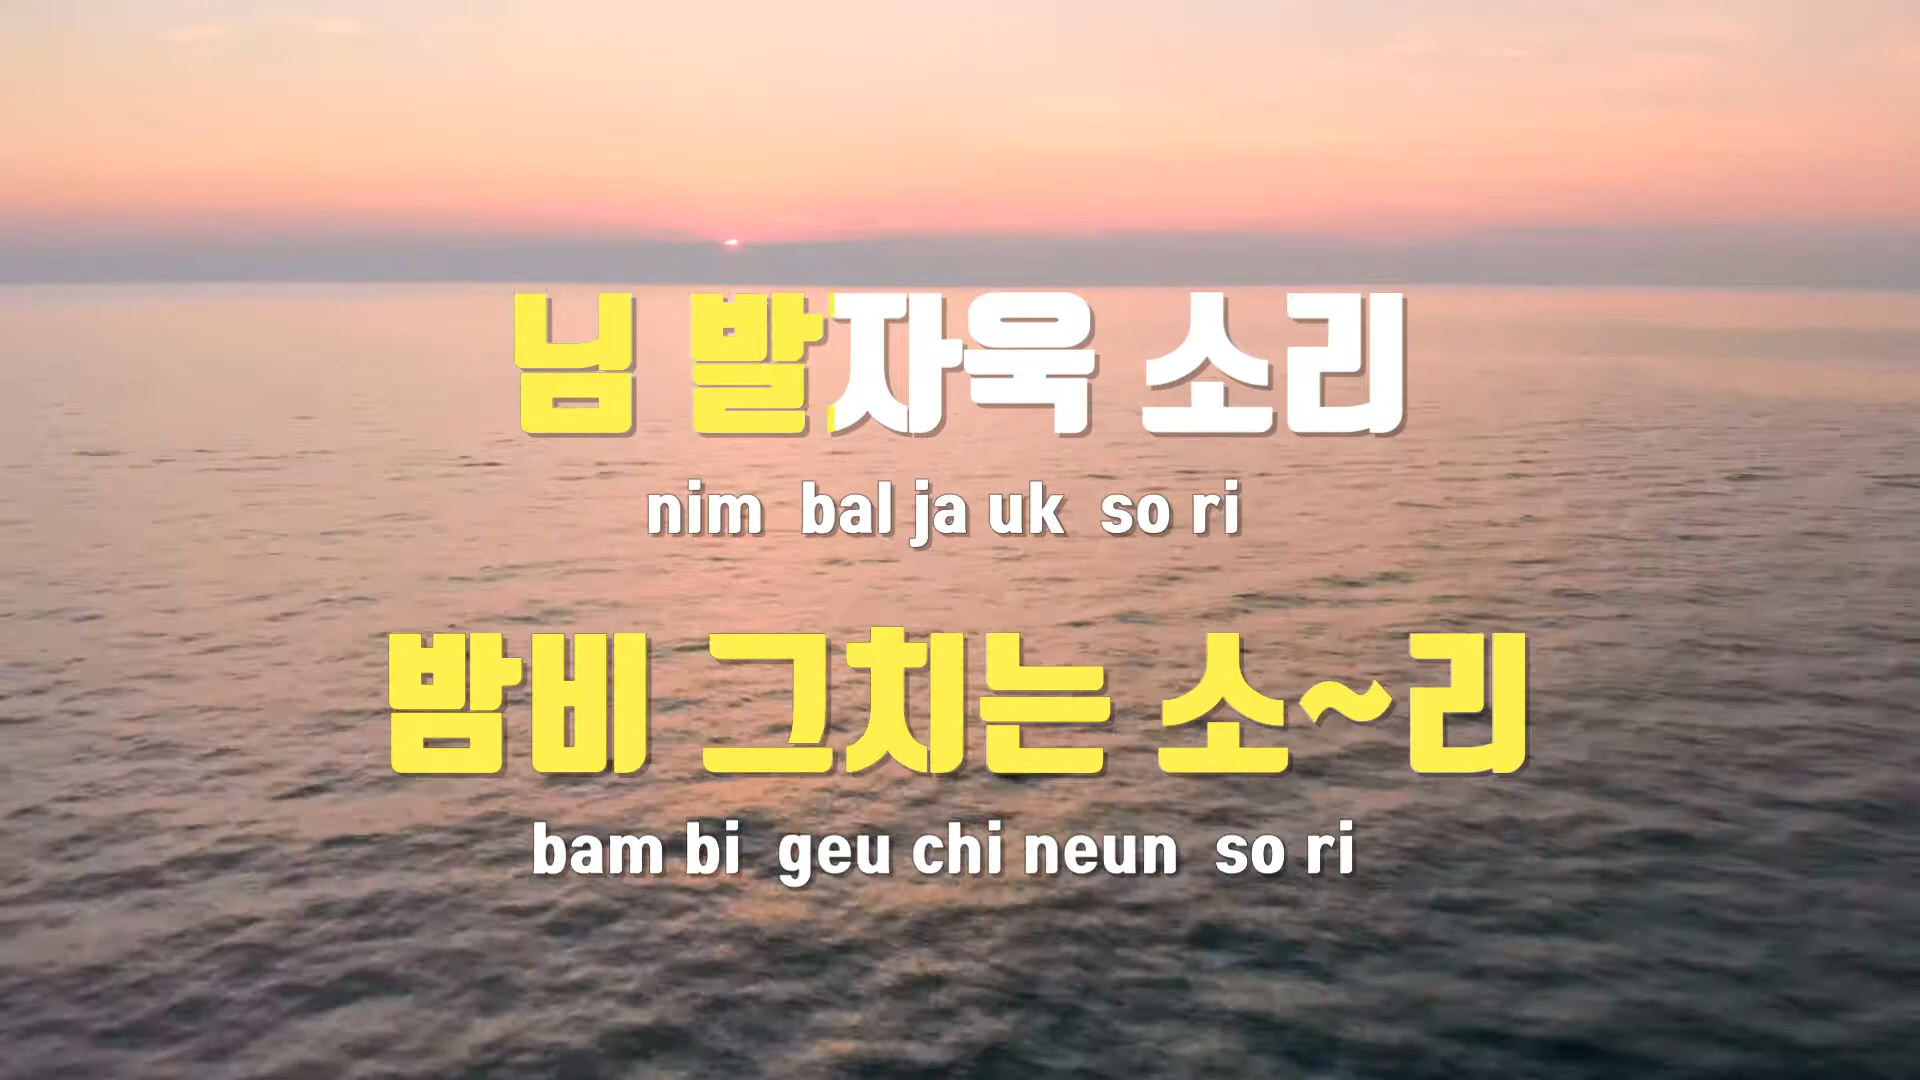 님 발자욱 소리
nim bal ja uk so ri
밤비 그치는 소~리
bam bi geu chi neun so ri